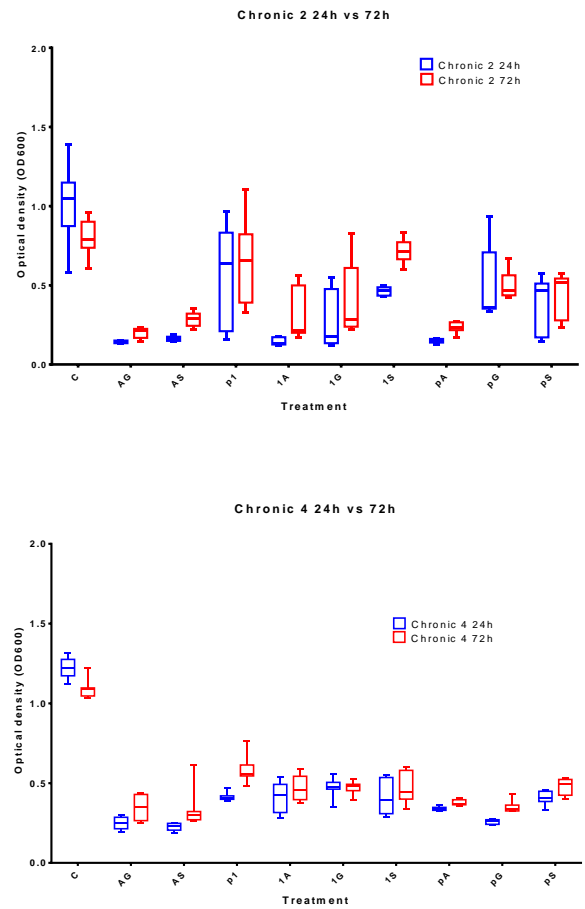 Chronic 2 24h vs 72h
2.0
Chronic 2 24h
Chronic 2 72h
1.5
1.0
0.5
0.0
Optical density (OD600)
C AG AS p1 1A 1G 1S pA pG pS
Treatment
Chronic 4 24h vs 72h
2.0
Chronic 4 24h
Chronic 4 72h
1.5
1.0
0.5
0.0
Optical density (OD600)
C AG AS p1 1A 1G 1S pA pG pS
Treatment